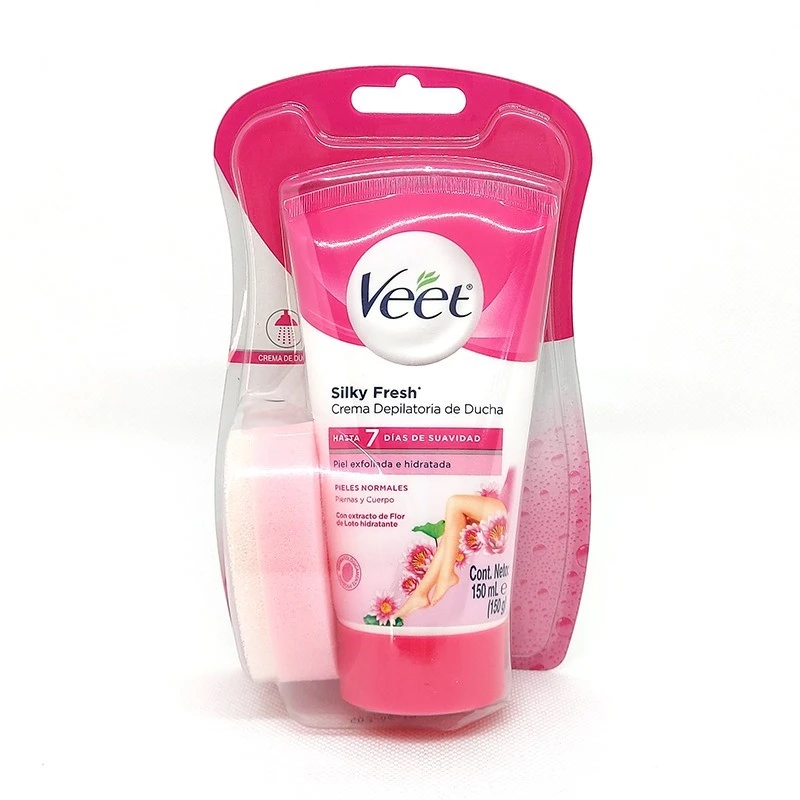 Veet®
CREMA DE
Silky Fresh*
Crema Depilatoria de Ducha
HASTA 7 DÍAS DE SUAVIDAD
Piel exfoliada e hidratada
PIELES NORMALES
Piernas y Cuerpo
Con extracto de Flor
de Loto hidratante
Cont. Neto:
150 mL ℮
(150 g)